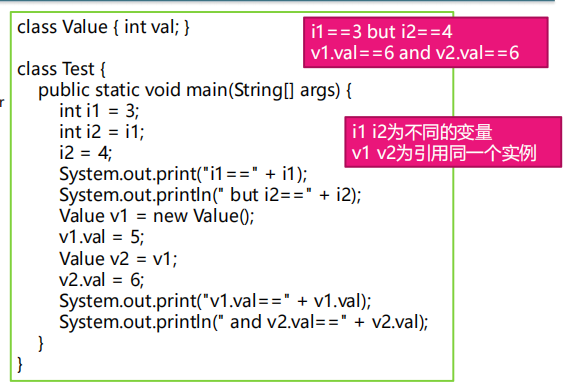 class Value { int val; }
class Test {
public static void main(String[] args) {
int i1 = 3;
int i2 = i1;
i2 = 4;
System.out.print("i1==" + i1);
System.out.println(" but i2==" + i2);
Value v1 = new Value();
v1.val = 5;
Value v2 = v1;
v2.val = 6;
System.out.print("v1.val==" + v1.val);
System.out.println(" and v2.val==" + v2.val);
}
}
i1==3 but i2==4
v1.val==6 and v2.val==6
i1 i2为不同的变量
v1 v2为引用同一个实例